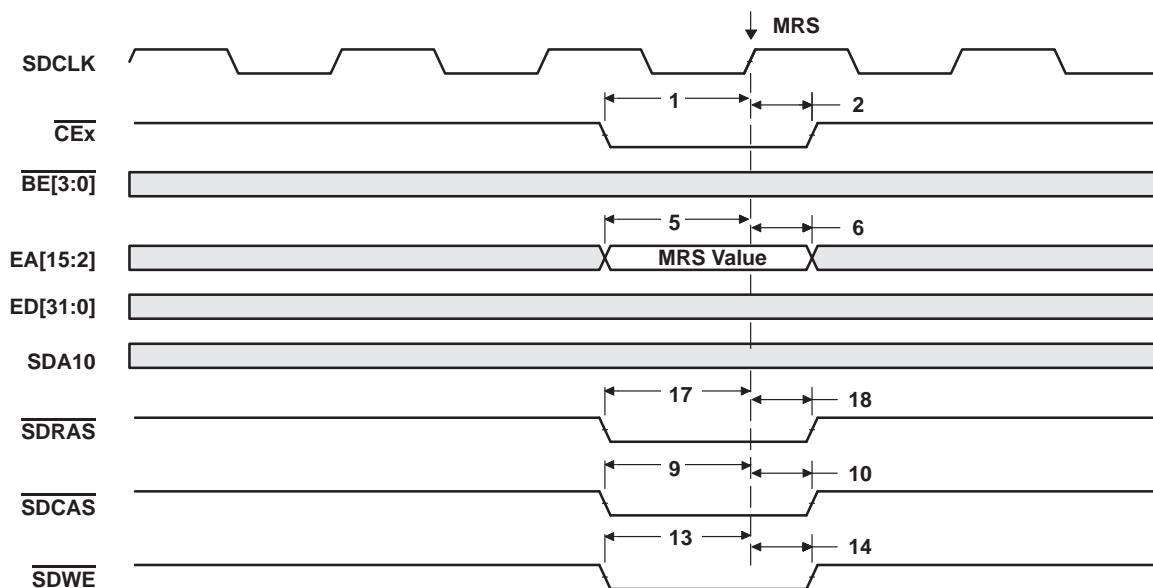 MRS
SDCLK
1
2
CEx
BE[3:0]
5
6
EA[15:2]
MRS Value
ED[31:0]
SDA10
17
18
SDRAS
9
10
SDCAS
13
14
SDWE